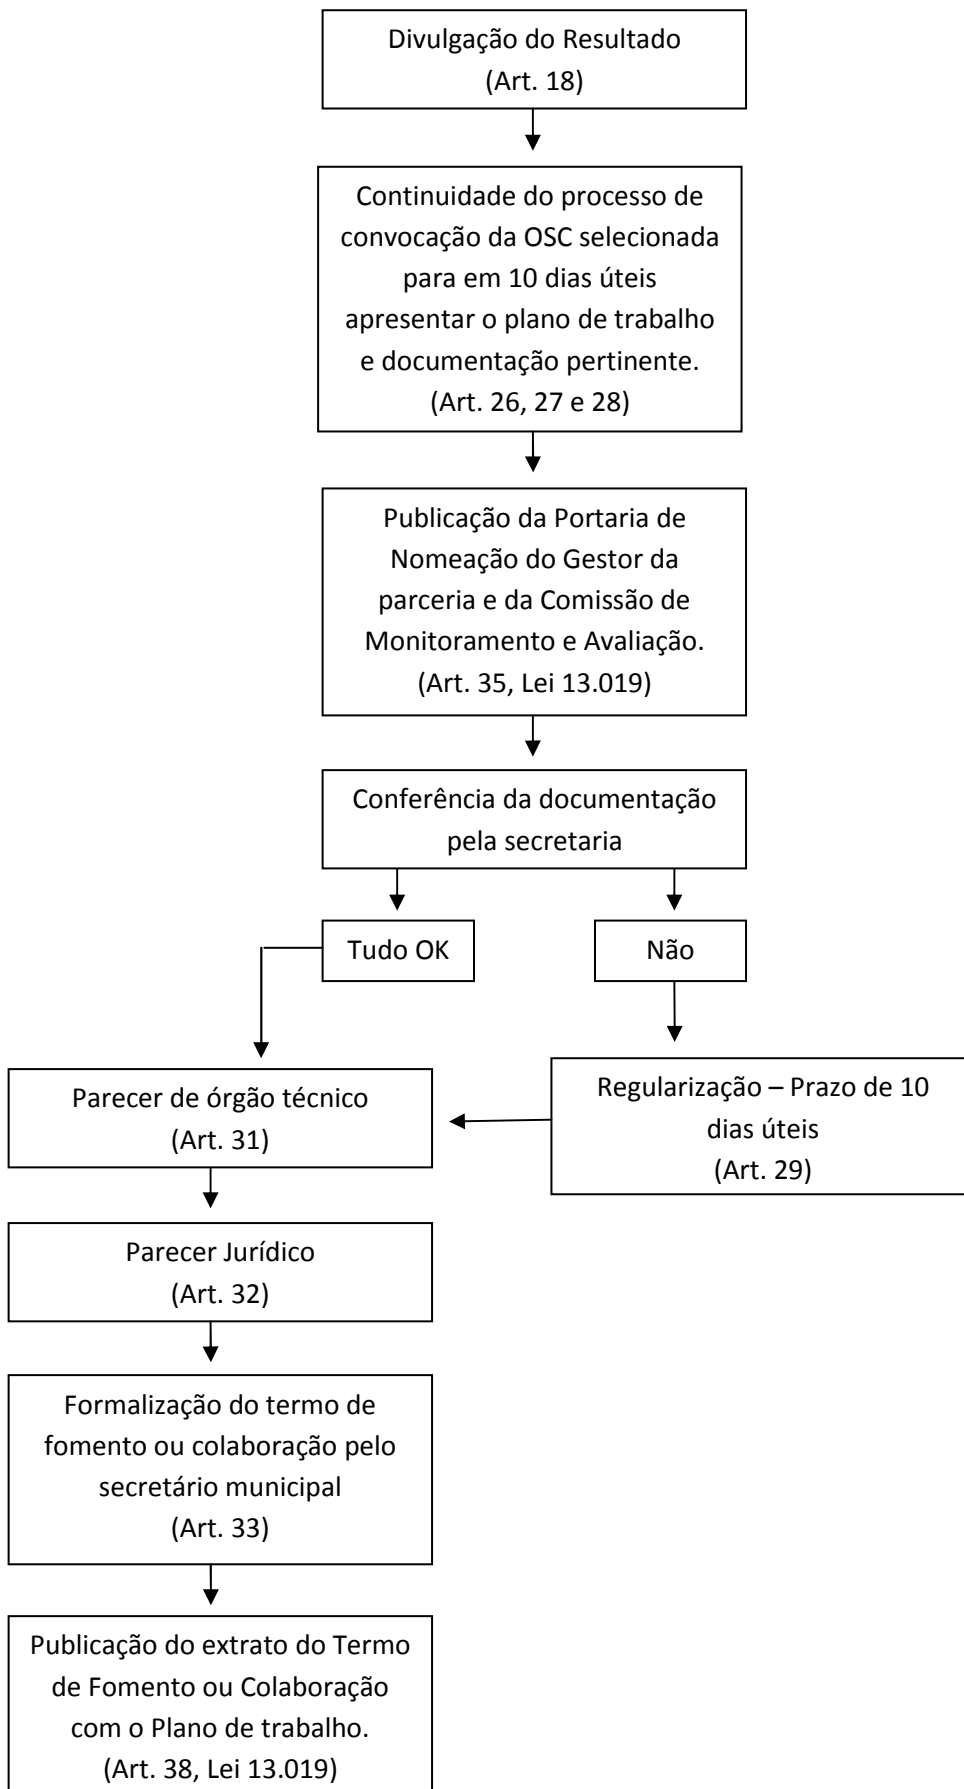 Divulgação do Resultado
(Art. 18)
Continuidade do processo de
convocação da OSC selecionada
para em 10 dias úteis
apresentar o plano de trabalho
e documentação pertinente.
(Art. 26, 27 e 28)
Publicação da Portaria de
Nomeação do Gestor da
parceria e da Comissão de
Monitoramento e Avaliação.
(Art. 35, Lei 13.019)
Conferência da documentação
pela secretaria
Tudo OK
Não
Regularização – Prazo de 10
dias úteis
(Art. 29)
Parecer de órgão técnico
(Art. 31)
Parecer Jurídico
(Art. 32)
Formalização do termo de
fomento ou colaboração pelo
secretário municipal
(Art. 33)
Publicação do extrato do Termo
de Fomento ou Colaboração
com o Plano de trabalho.
(Art. 38, Lei 13.019)